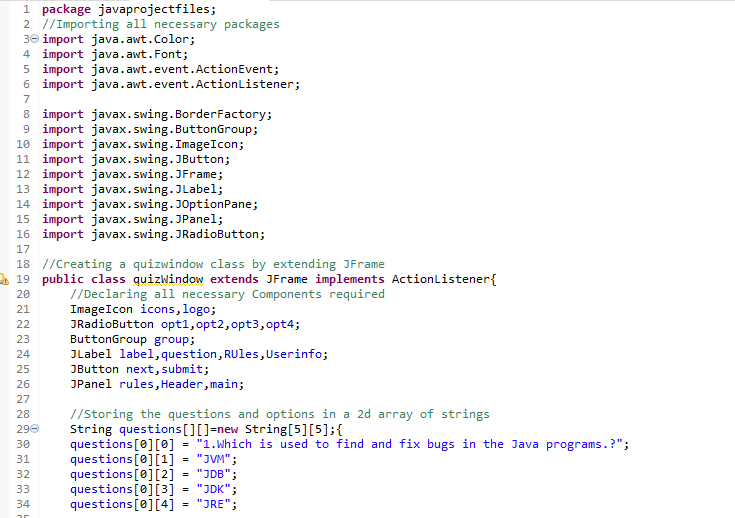 1 package javaprojectfiles;
2 //Importing all necessary packages
3 import java.awt.Color;
4 import java.awt.Font;
5 import java.awt.event.ActionEvent;
6 import java.awt.event.ActionListener;
7
8 import javax.swing.BorderFactory;
9 import javax.swing.ButtonGroup;
10 import javax.swing.ImageIcon;
11 import javax.swing.JButton;
12 import javax.swing.JFrame;
13 import javax.swing.JLabel;
14 import javax.swing.JOptionPane;
15 import javax.swing.JPanel;
16 import javax.swing.JRadioButton;
17
18 //Creating a quizwindow class by extending JFrame
19 public class quizWindow extends JFrame implements ActionListener{
20     //Declaring all necessary Components required
21     ImageIcon icons,logo;
22     JRadioButton opt1,opt2,opt3,opt4;
23     ButtonGroup group;
24     JLabel label,question,RUles,Userinfo;
25     JButton next,submit;
26     JPanel rules,Header,main;
27
28     //Storing the questions and options in a 2d array of strings
29     String questions[][]=new String[5][5];{
30     questions[0][0] = "1.Which is used to find and fix bugs in the Java programs.?";
31     questions[0][1] = "JVM";
32     questions[0][2] = "JDB";
33     questions[0][3] = "JDK";
34     questions[0][4] = "JRE";